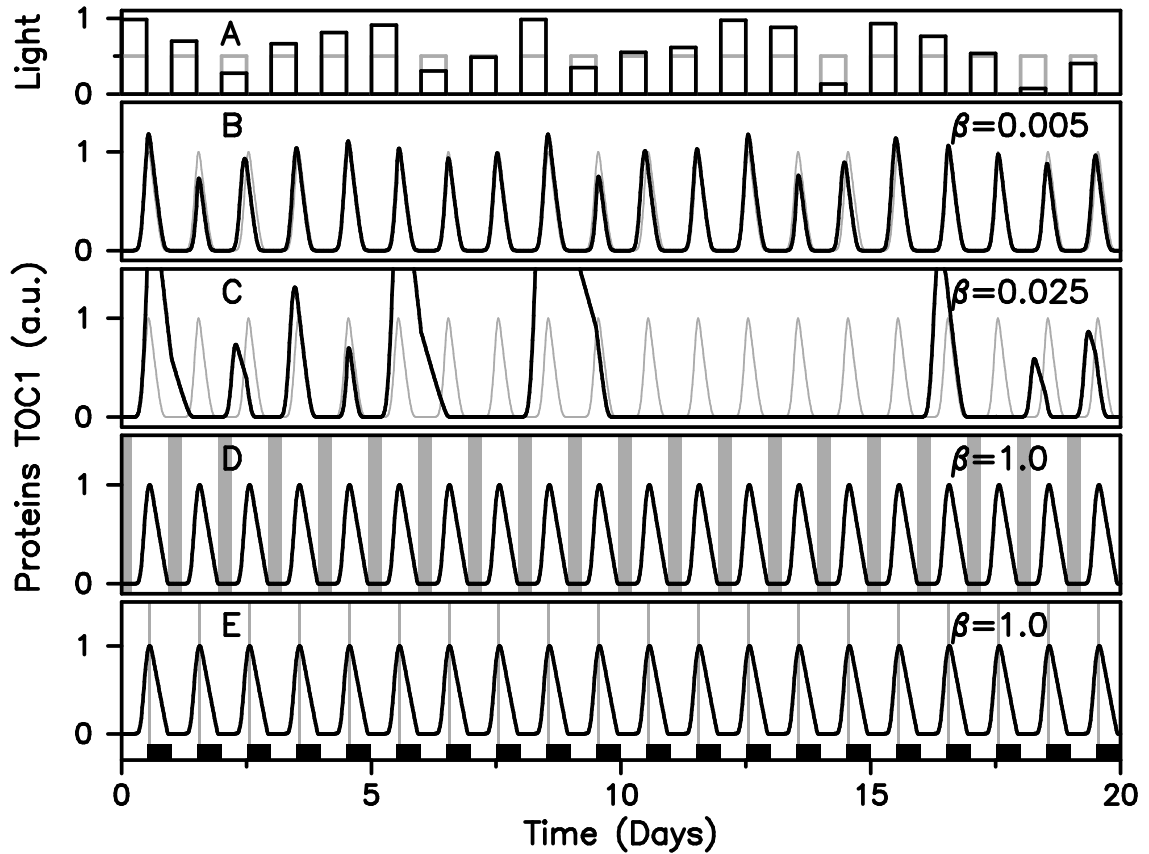 Light
1
0
A
B
β=0.005
1
0
C
β=0.025
1
0
D
β=1.0
1
0
E
β=1.0
1
0
Proteins TOC1 (a.u.)
0 5 10 15 20
Time (Days)